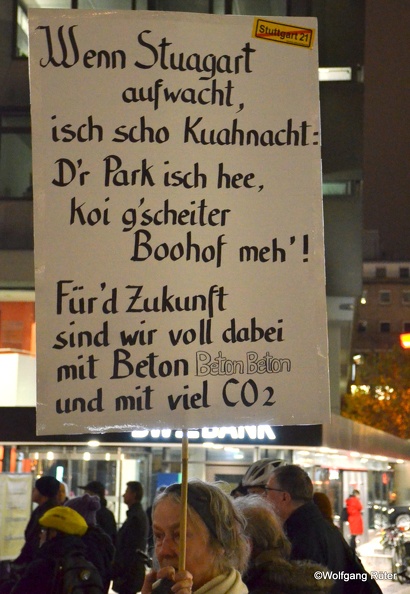 Stuttgart 21
Wenn Stuagart
aufwacht,
isch scho Kuahnacht:
D'r Park isch hee,
koi g'scheiter
Boohof meh'!
Für'd Zukunft
sind wir voll dabei
mit Beton Beton Beton
und mit viel CO2
BANK
©Wolfgang Rüter